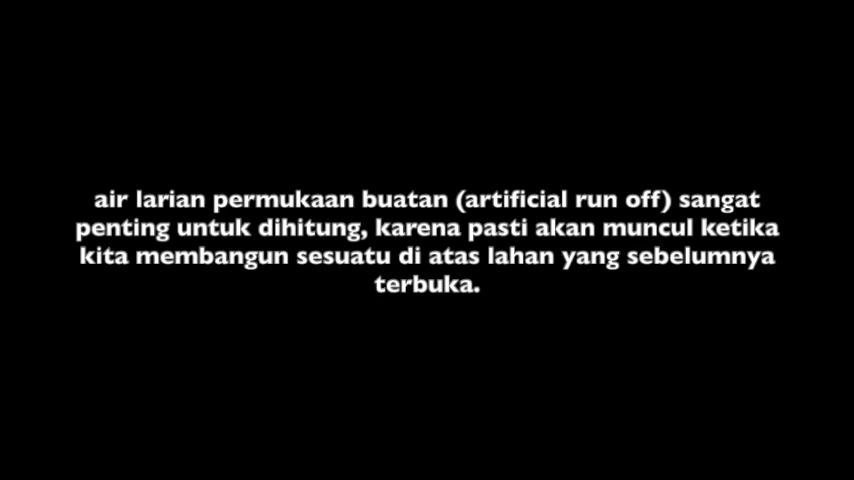 air larian permukaan buatan (artificial run off) sangat
penting untuk dihitung, karena pasti akan muncul ketika
kita membangun sesuatu di atas lahan yang sebelumnya
terbuka.